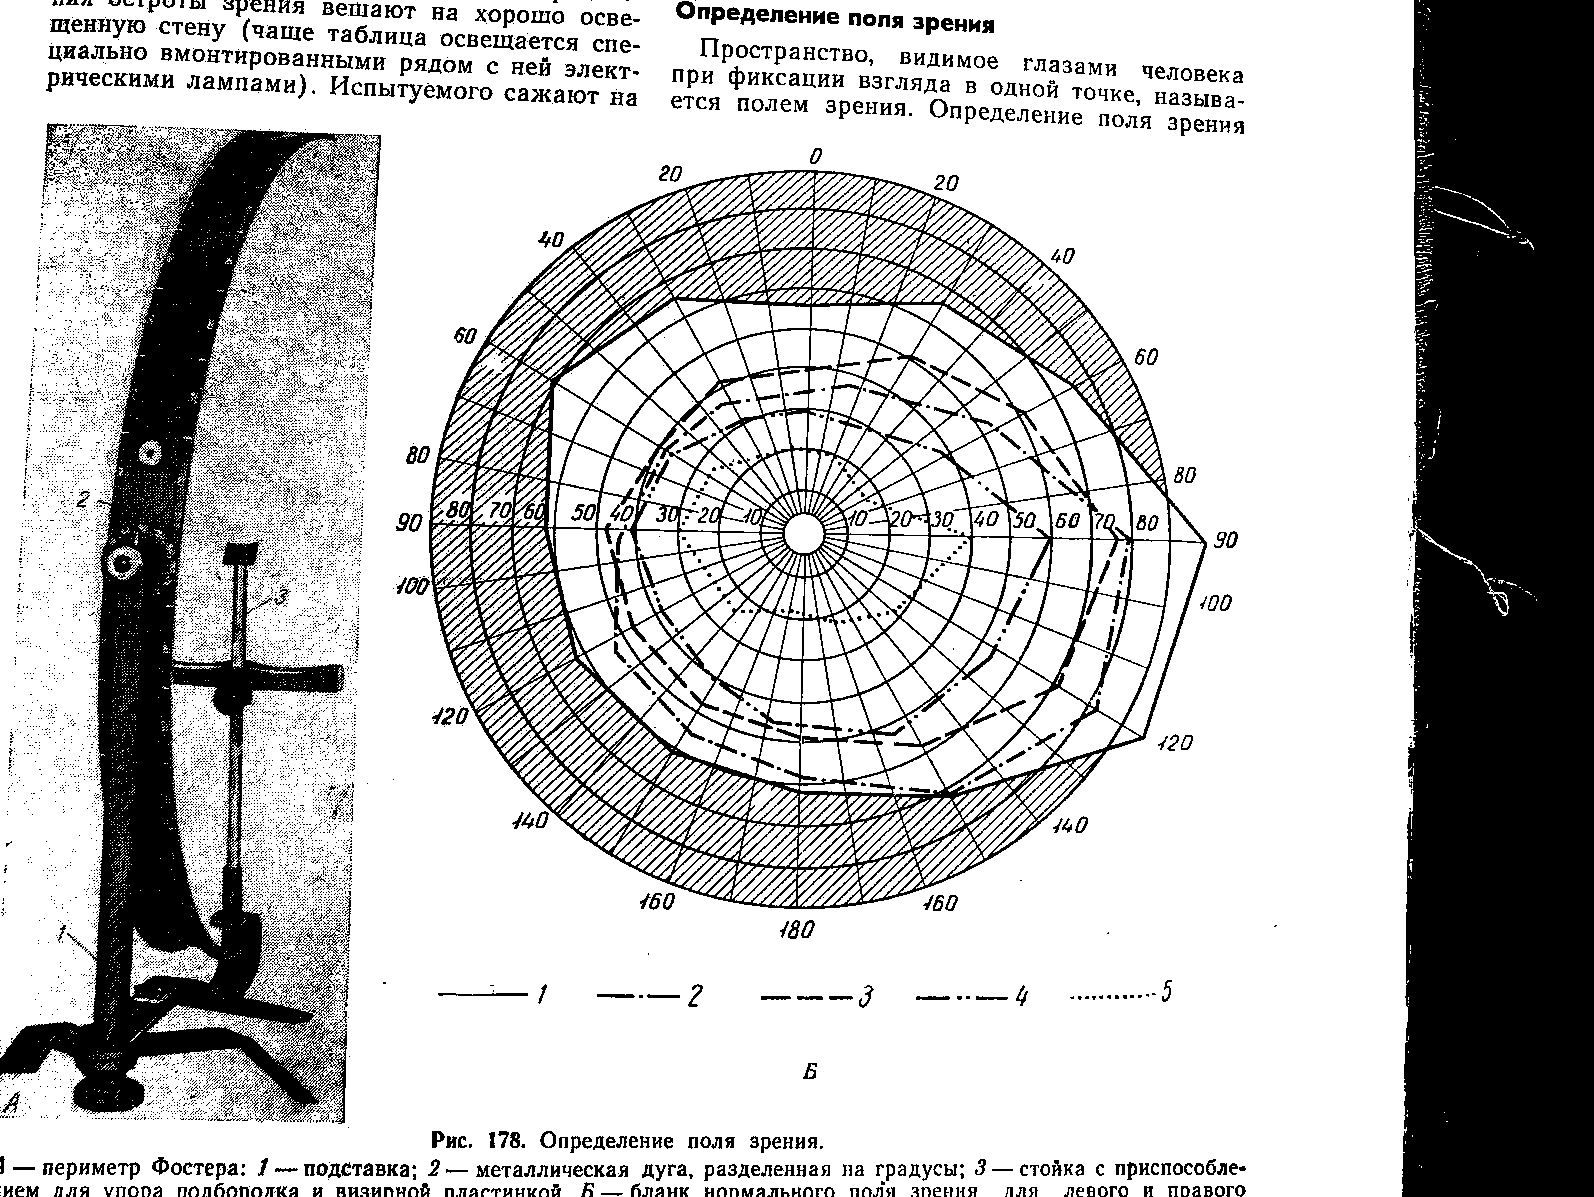 ния остроты зрения вешают на хорошо осве-
щенную стену (чаще таблица освещается спе-
циально вмонтированными рядом с ней элект-
рическими лампами). Испытуемого сажают на
Определение поля зрения
Пространство, видимое глазами человека
при фиксации взгляда в одной точке, называ-
ется полем зрения. Определение поля зрения
2
3
1
А
0
20 20
40 40
60 60
80 80
90 80 70 60 50 40 30 20 10 10 20 30 40 50 60 70 80 90
100 100
120 120
140 140
160 160
180
1 2 3 4 5
Б
Рис. 178. Определение поля зрения.
— периметр Фостера: 1 — подставка; 2 — металлическая дуга, разделенная на градусы; 3 — стойка с приспособле-
нием для упора подбородка и визирной пластинкой. Б — бланк нормального поля зрения для левого и правого